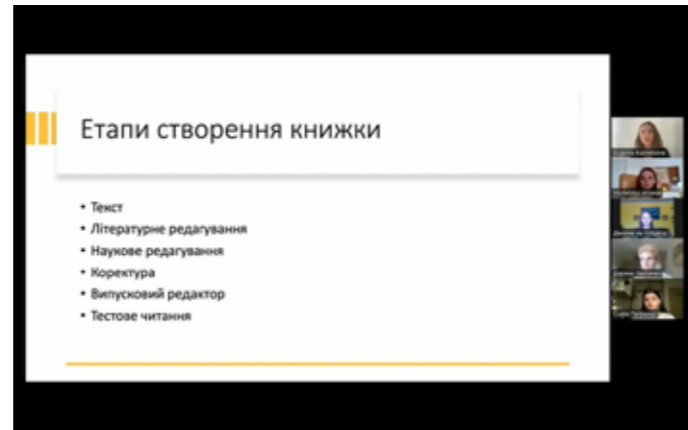 Етапи створення книжки
• Текст
• Літературне редагування
• Наукове редагування
• Коректура
• Випусковий редактор
• Тестове читання